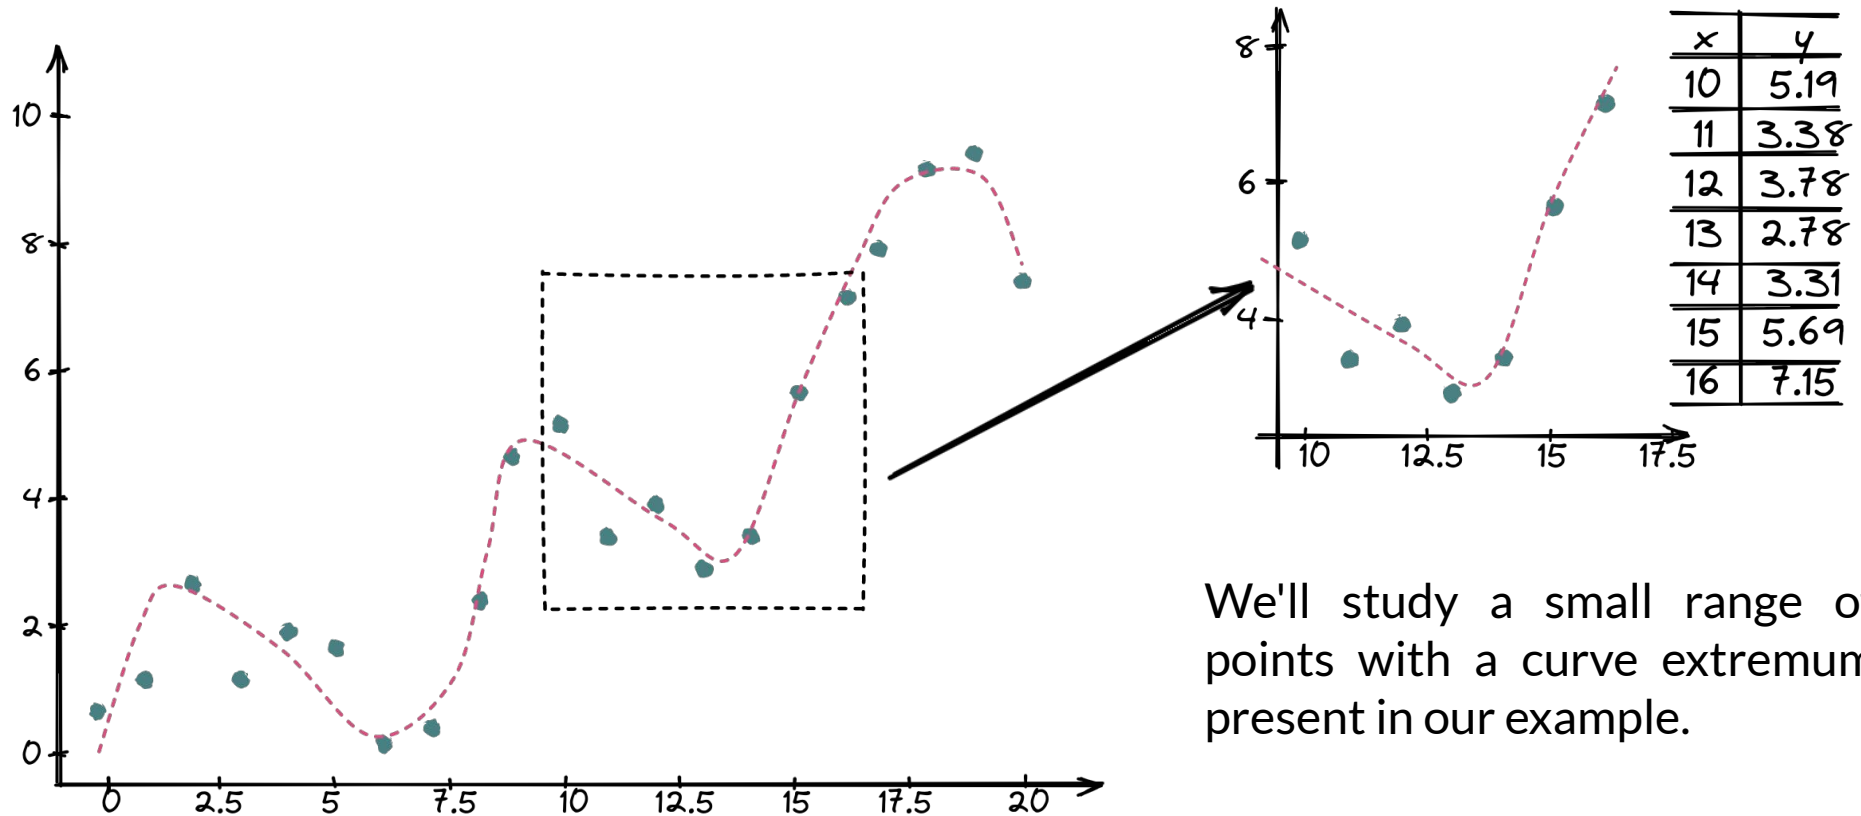 10
8
6
4
2
0
0 2.5 5 7.5 10 12.5 15 17.5 20
8
6
4
10 12.5 15 17.5
x y
10 5.19
11 3.38
12 3.78
13 2.78
14 3.31
15 5.69
16 7.15
We'll study a small range o
points with a curve extremum
present in our example.